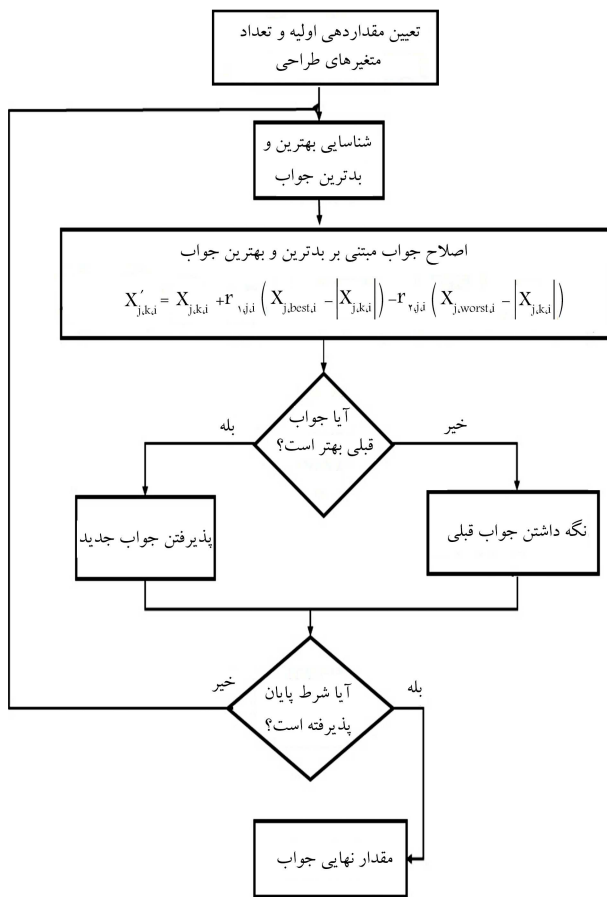 تعیین مقداردهی اولیه و تعداد
متغیرهای طراحی
شناسایی بهترین و
بدترین جواب
اصلاح جواب مبتنی بر بدترین و بهترین جواب
X′j,k,i = Xj,k,i +r۱,j,i (Xj,best,i −|Xj,k,i|)−r۲,j,i (Xj,worst,i −|Xj,k,i|)
آیا جواب
قبلی بهتر است؟
بله
خیر
پذیرفتن جواب جدید
نگه داشتن جواب قبلی
آیا شرط پایان
پذیرفته است؟
خیر
بله
مقدار نهایی جواب